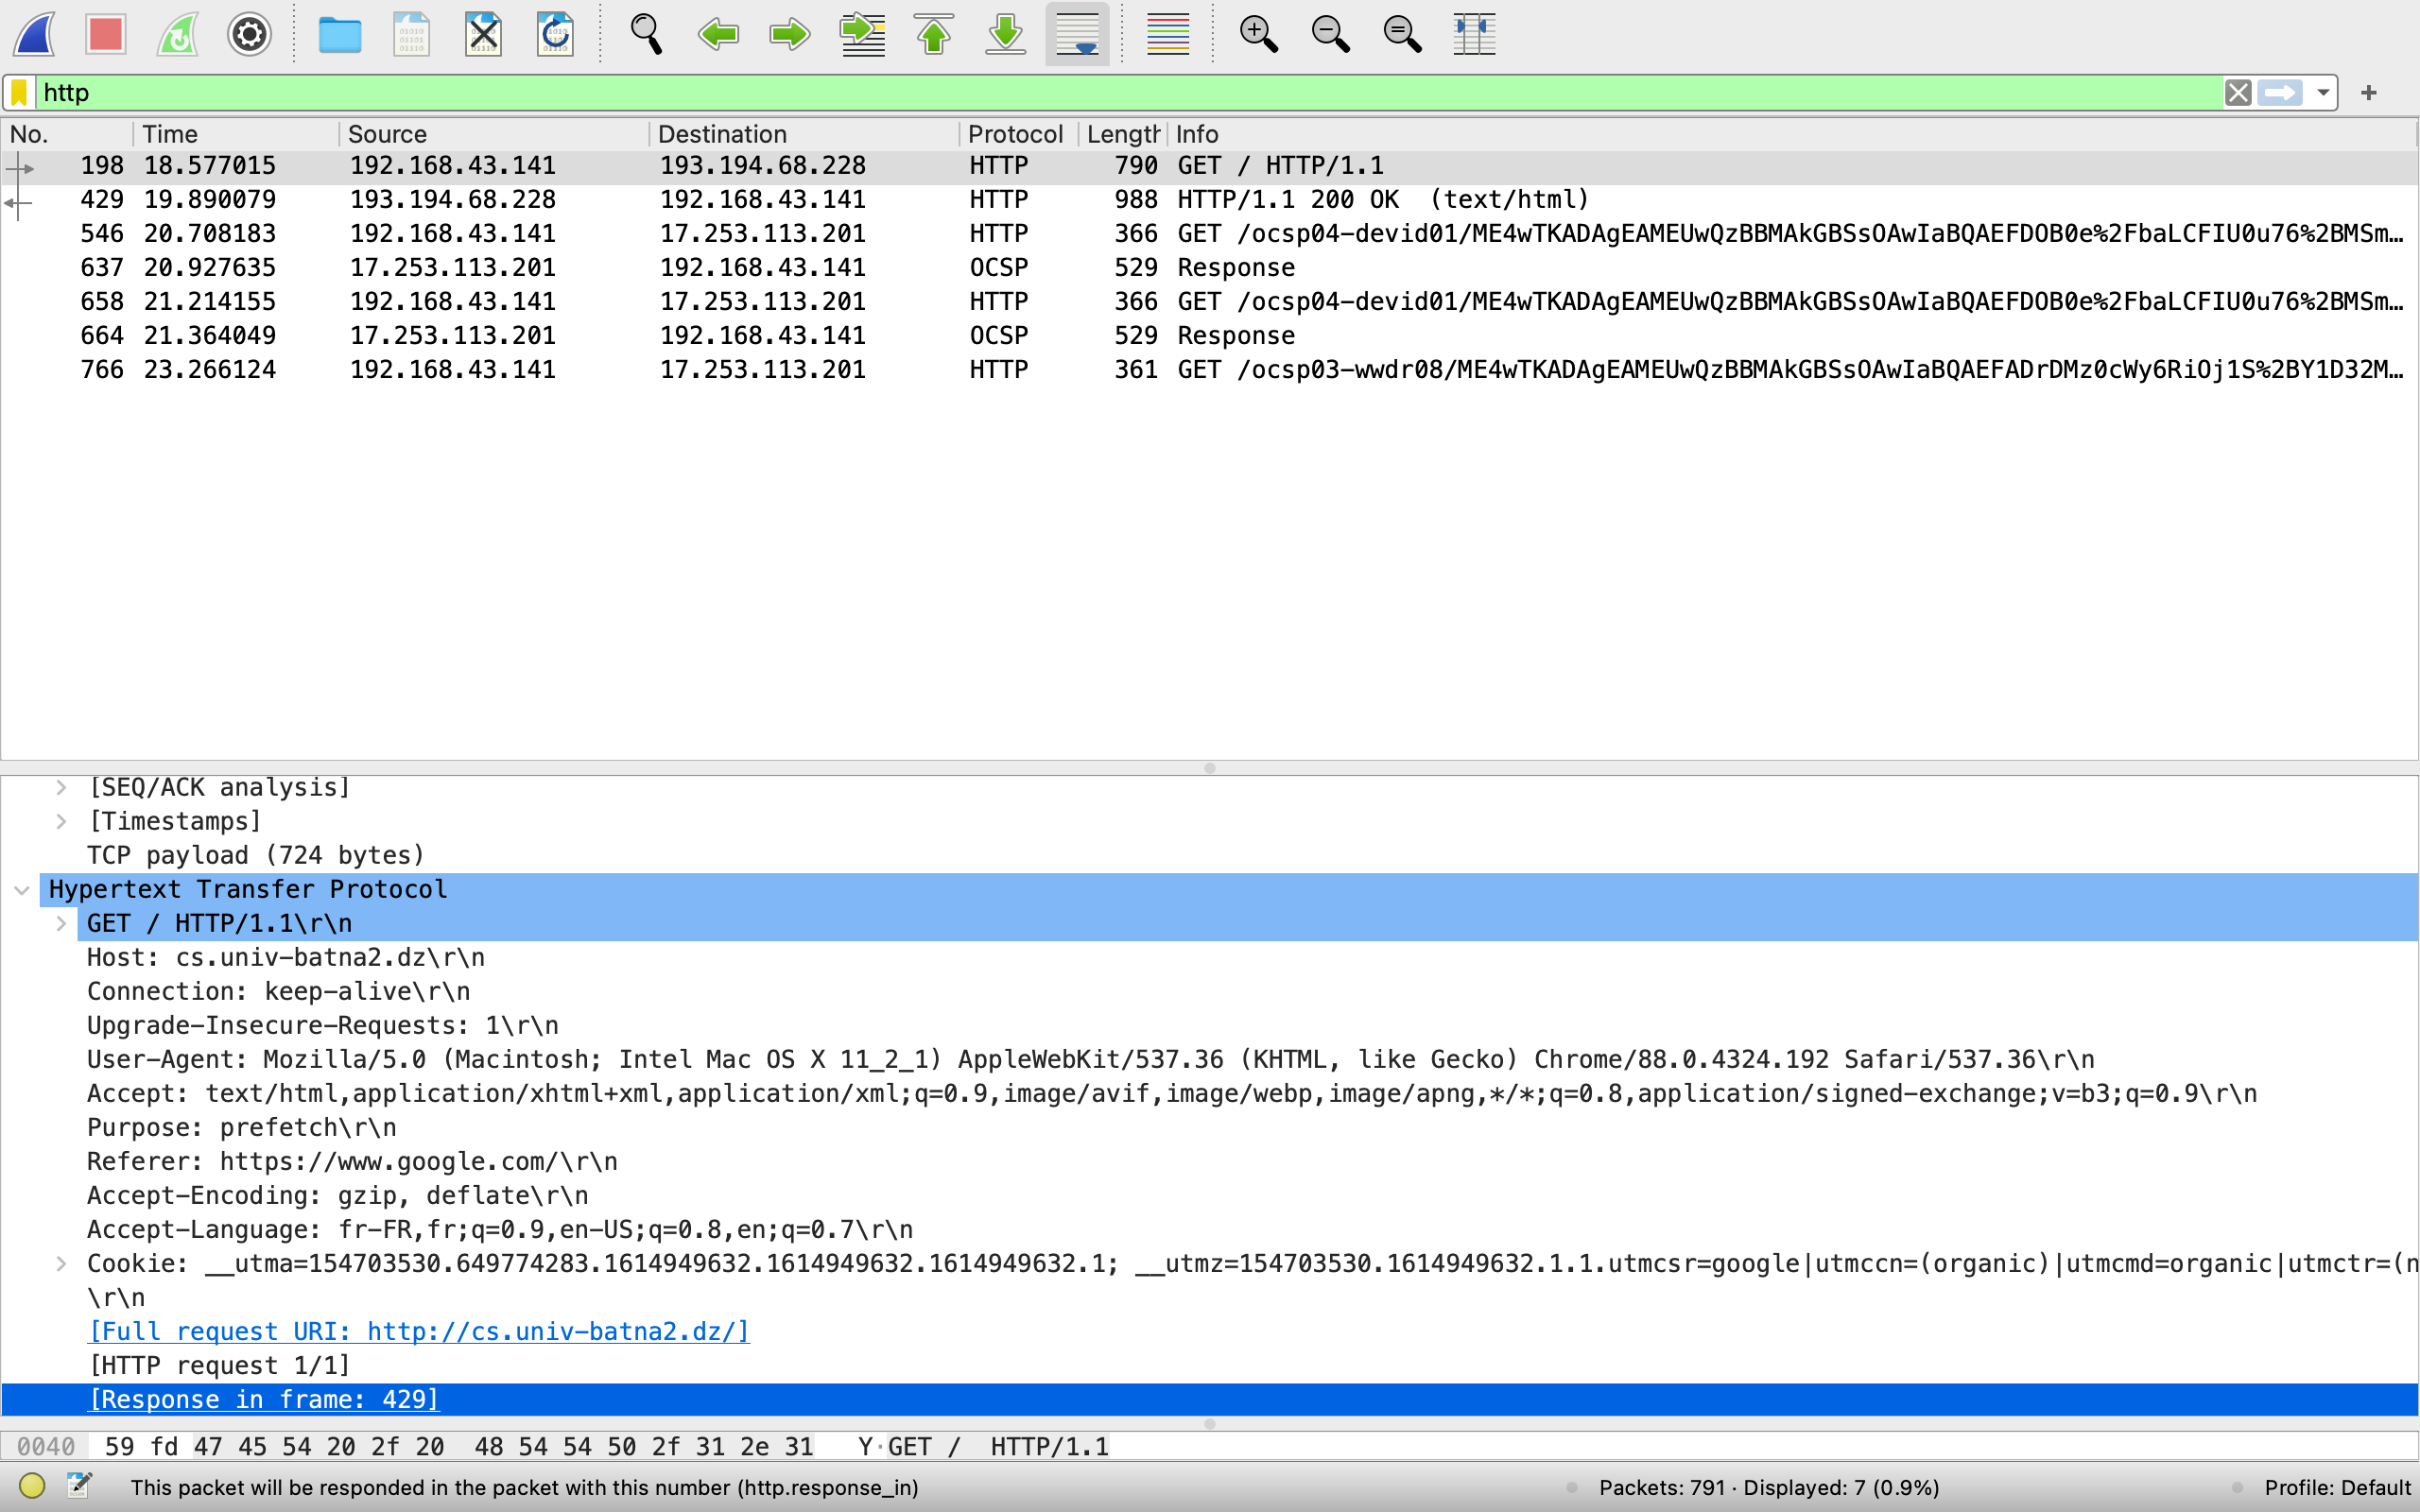 http
No. Time Source Destination Protocol Length Info
198 18.577015 192.168.43.141 193.194.68.228 HTTP 790 GET / HTTP/1.1
429 19.890079 193.194.68.228 192.168.43.141 HTTP 988 HTTP/1.1 200 OK (text/html)
546 20.708183 192.168.43.141 17.253.113.201 HTTP 366 GET /ocsp04-devid01/ME4wTKADAgEAMEUwQzBBMAkGBSsOAwIaBQAEFDOB0e%2FbaLCFIU0u76%2BMSm…
637 20.927635 17.253.113.201 192.168.43.141 OCSP 529 Response
658 21.214155 192.168.43.141 17.253.113.201 HTTP 366 GET /ocsp04-devid01/ME4wTKADAgEAMEUwQzBBMAkGBSsOAwIaBQAEFDOB0e%2FbaLCFIU0u76%2BMSm…
664 21.364049 17.253.113.201 192.168.43.141 OCSP 529 Response
766 23.266124 192.168.43.141 17.253.113.201 HTTP 361 GET /ocsp03-wwdr08/ME4wTKADAgEAMEUwQzBBMAkGBSsOAwIaBQAEFADrDMz0cWy6RiOj1S%2BY1D32M…
[SEQ/ACK analysis]
[Timestamps]
TCP payload (724 bytes)
Hypertext Transfer Protocol
GET / HTTP/1.1\r\n
Host: cs.univ-batna2.dz\r\n
Connection: keep-alive\r\n
Upgrade-Insecure-Requests: 1\r\n
User-Agent: Mozilla/5.0 (Macintosh; Intel Mac OS X 11_2_1) AppleWebKit/537.36 (KHTML, like Gecko) Chrome/88.0.4324.192 Safari/537.36\r\n
Accept: text/html,application/xhtml+xml,application/xml;q=0.9,image/avif,image/webp,image/apng,*/*;q=0.8,application/signed-exchange;v=b3;q=0.9\r\n
Purpose: prefetch\r\n
Referer: https://www.google.com/\r\n
Accept-Encoding: gzip, deflate\r\n
Accept-Language: fr-FR,fr;q=0.9,en-US;q=0.8,en;q=0.7\r\n
Cookie: __utma=154703530.649774283.1614949632.1614949632.1614949632.1; __utmz=154703530.1614949632.1.1.utmcsr=google|utmccn=(organic)|utmcmd=organic|utmctr=(n
\r\n
[Full request URI: http://cs.univ-batna2.dz/]
[HTTP request 1/1]
[Response in frame: 429]
0040 59 fd 47 45 54 20 2f 20 48 54 54 50 2f 31 2e 31 Y·GET / HTTP/1.1
This packet will be responded in the packet with this number (http.response_in) Packets: 791 · Displayed: 7 (0.9%) Profile: Default